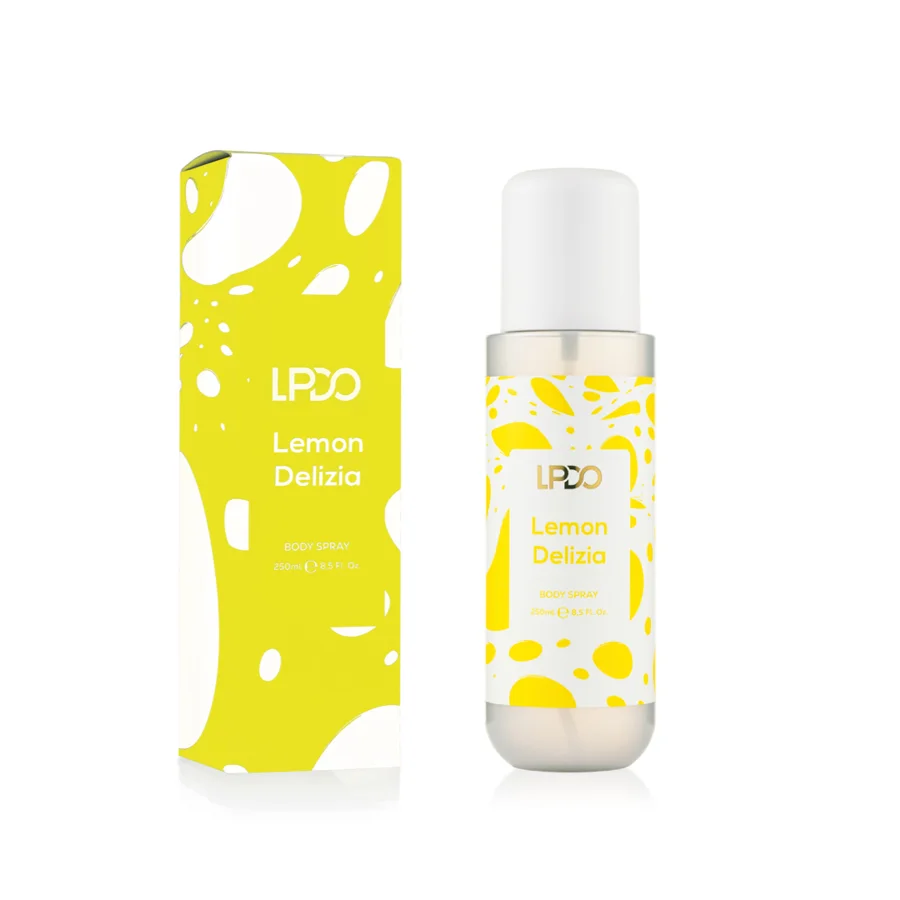 LPDO
Lemon
Delizia
BODY SPRAY
250ml ℮ 8.5 Fl. Oz.
LPDO
Lemon
Delizia
BODY SPRAY
250ml ℮ 8.5 Fl. Oz.